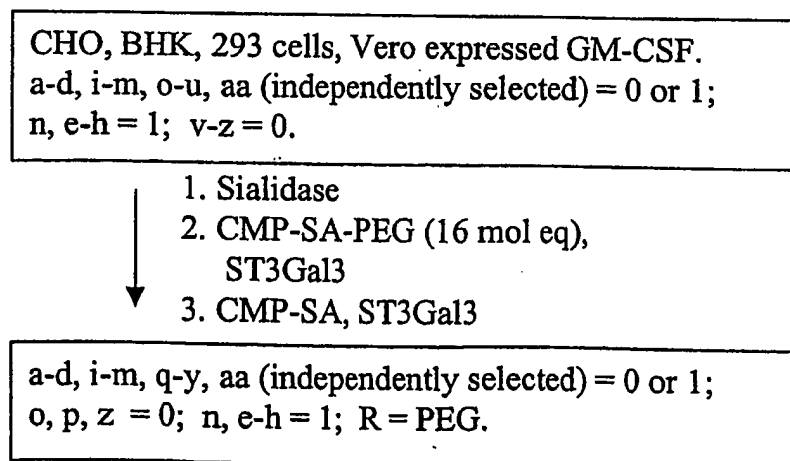 CHO, BHK, 293 cells, Vero expressed GM-CSF.
a-d, i-m, o-u, aa (independently selected) = 0 or 1;
n, e-h = 1; v-z = 0.
1. Sialidase
2. CMP-SA-PEG (16 mol eq),
ST3Gal3
3. CMP-SA, ST3Gal3
a-d, i-m, q-y, aa (independently selected) = 0 or 1;
o, p, z = 0; n, e-h = 1; R = PEG.